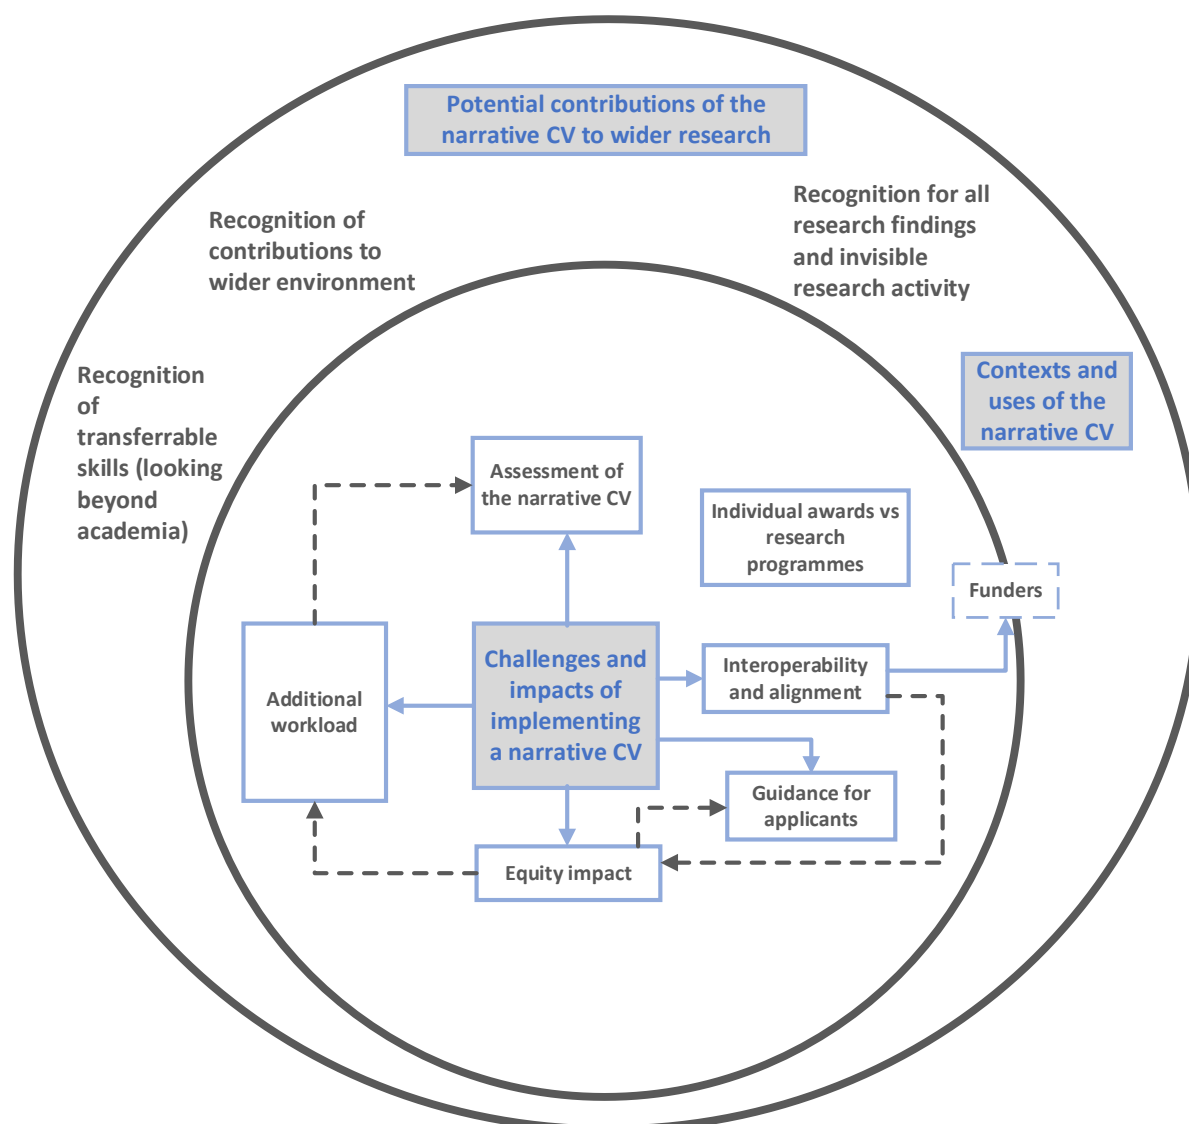 Potential contributions of the
narrative CV to wider research
Recognition of
contributions to
wider environment
Recognition for all
research findings
and invisible
research activity
Recognition
of
transferrable
skills (looking
beyond
academia)
Contexts and
uses of the
narrative CV
Assessment of
the narrative CV
Individual awards vs
research
programmes
Funders
Additional
workload
Challenges and
impacts of
implementing
a narrative CV
Interoperability
and alignment
Guidance for
applicants
Equity impact